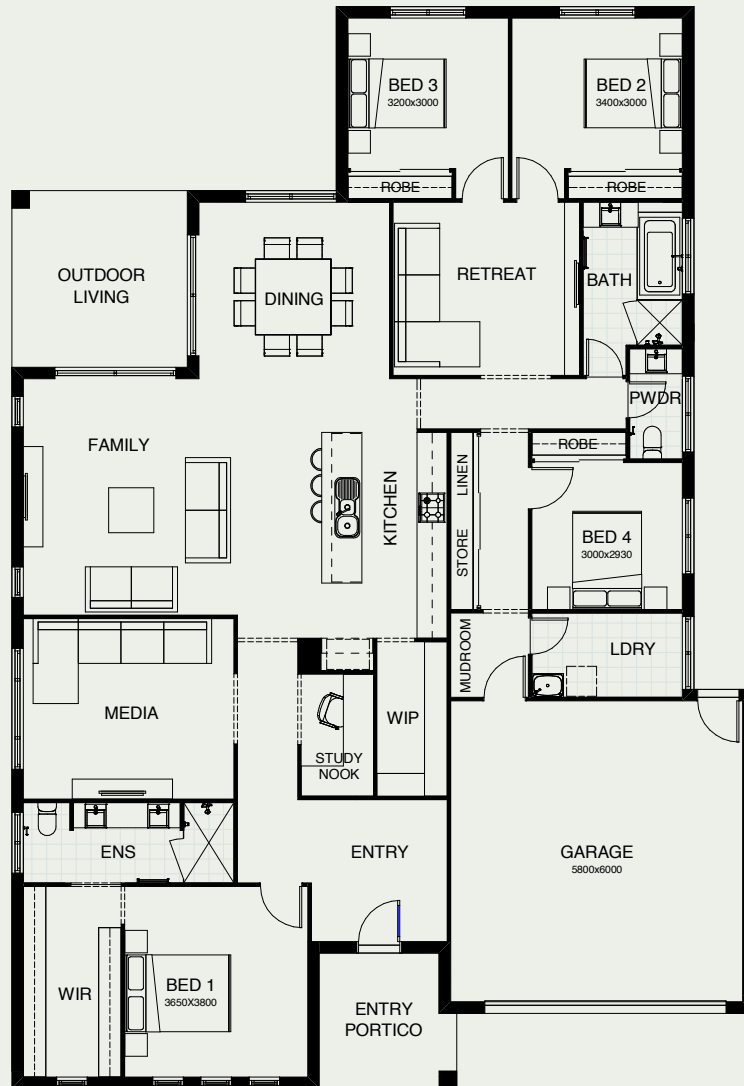 BED 3
3200x3000
BED 2
3400x3000
ROBE
ROBE
OUTDOOR
LIVING
DINING
RETREAT
BATH
PWDR
FAMILY
KITCHEN
STORE LINEN
ROBE
BED 4
3000x2930
MUDROOM
LDRY
MEDIA
WIP
STUDY
NOOK
ENS
ENTRY
GARAGE
5800x6000
WIR
BED 1
3650X3800
ENTRY
PORTICO